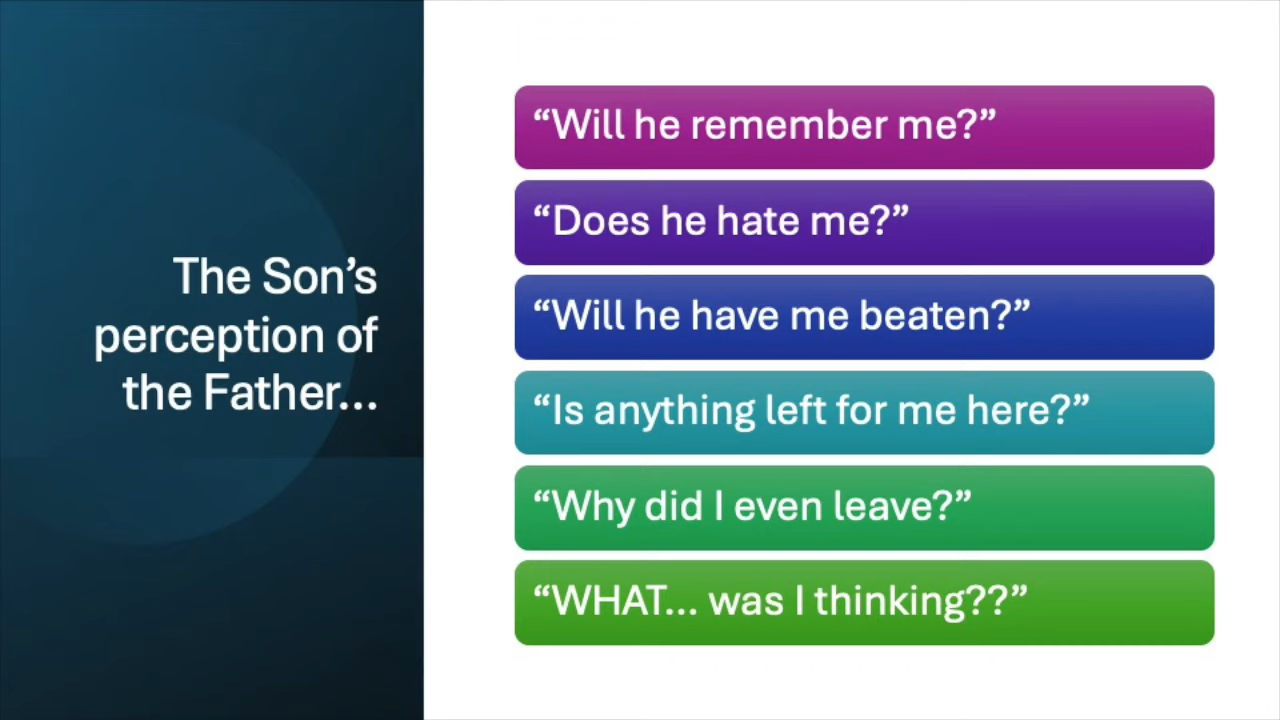 The Son’s
perception of
the Father...
“Will he remember me?”
“Does he hate me?”
“Will he have me beaten?”
“Is anything left for me here?”
“Why did I even leave?”
“WHAT... was I thinking??”